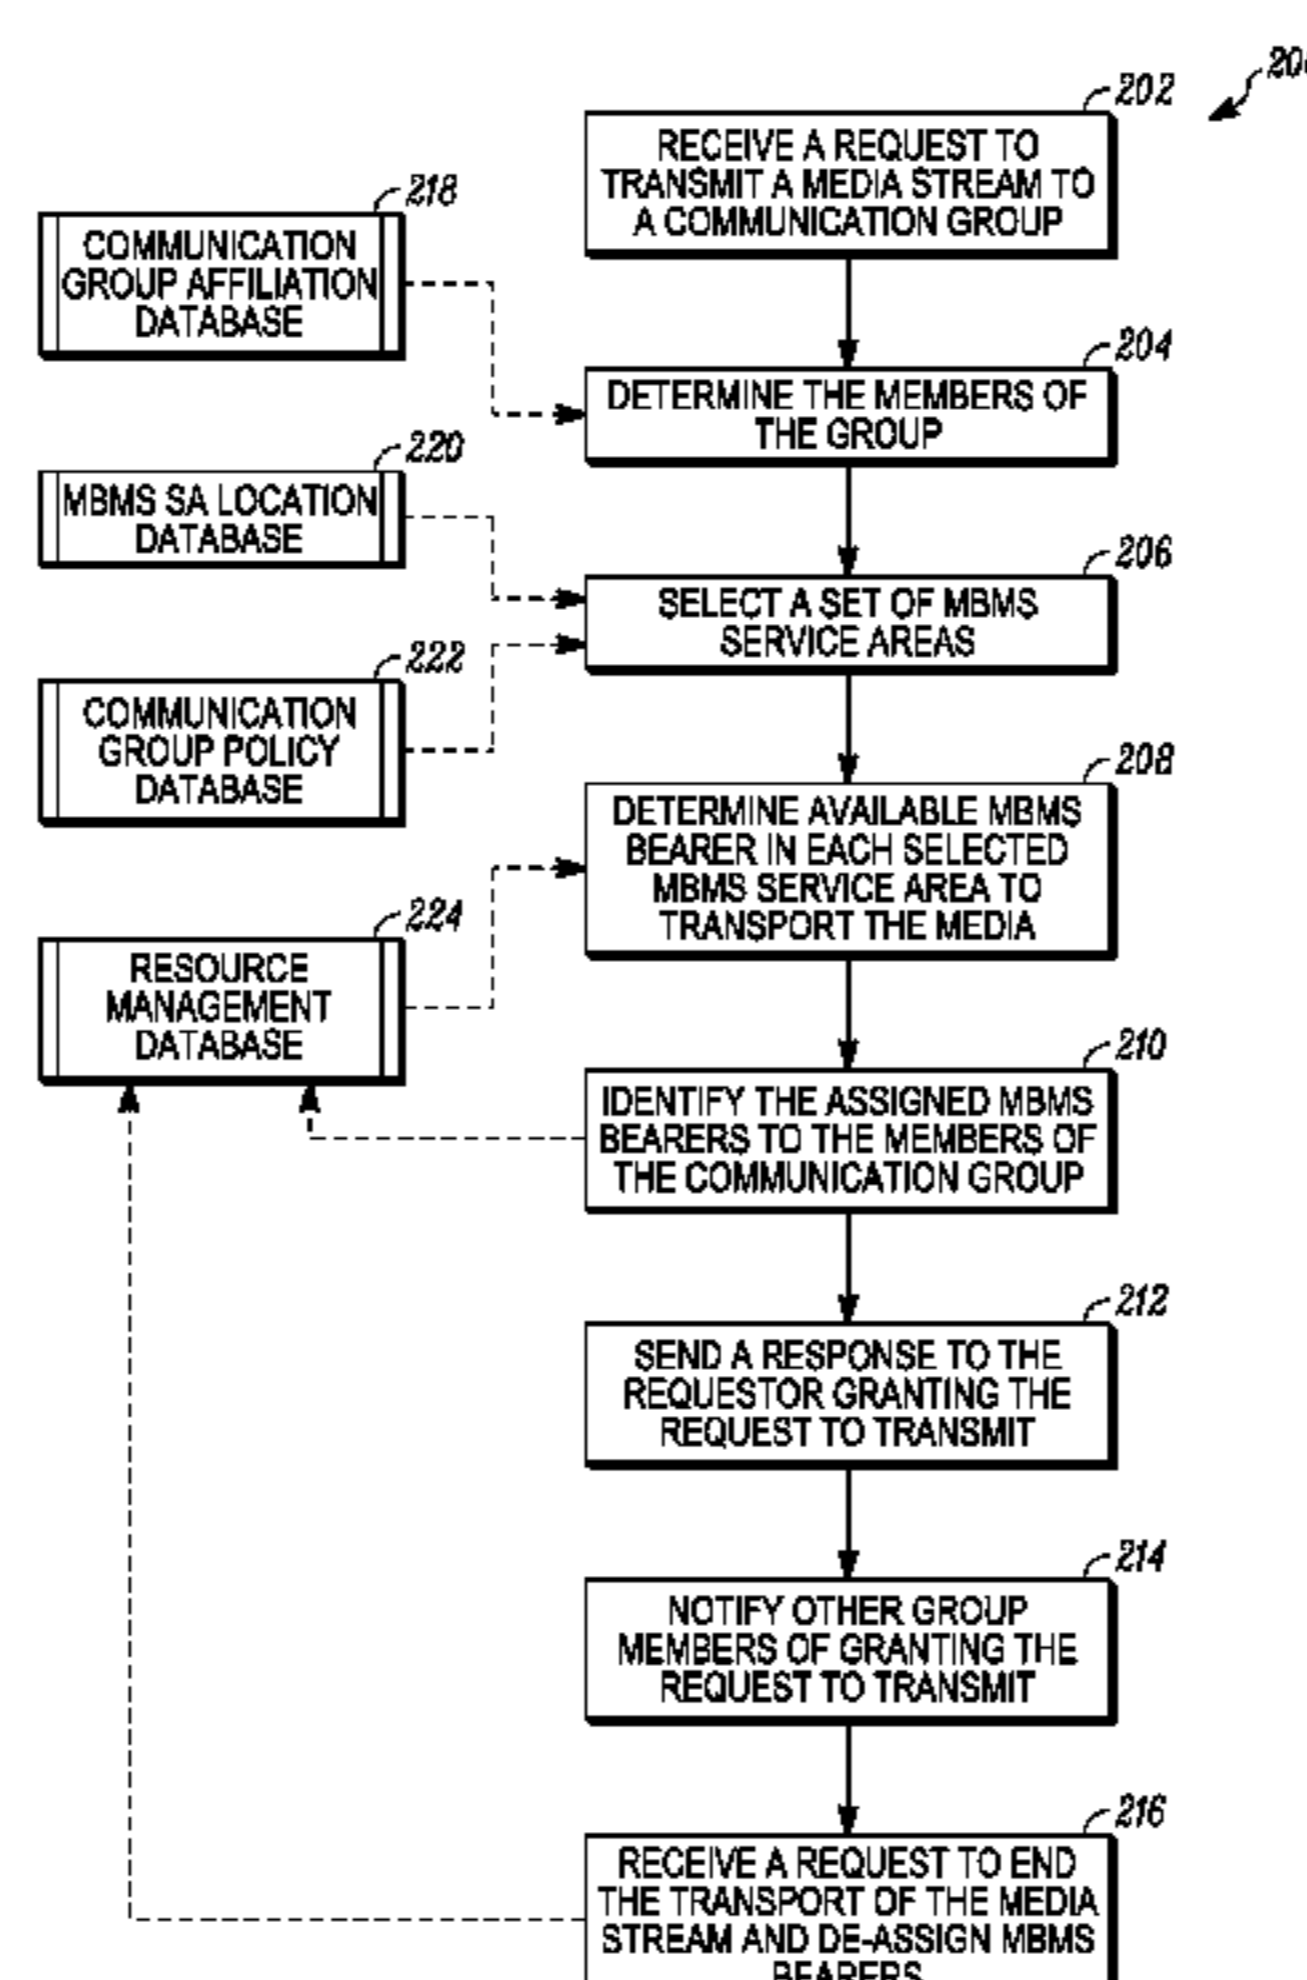 202
RECEIVE A REQUEST TO
TRANSMIT A MEDIA STREAM TO
A COMMUNICATION GROUP
218
COMMUNICATION
GROUP AFFILIATION
DATABASE
204
DETERMINE THE MEMBERS OF
THE GROUP
220
MBMS SA LOCATION
DATABASE
206
SELECT A SET OF MBMS
SERVICE AREAS
222
COMMUNICATION
GROUP POLICY
DATABASE
208
DETERMINE AVAILABLE MBMS
BEARER IN EACH SELECTED
MBMS SERVICE AREA TO
TRANSPORT THE MEDIA
224
RESOURCE
MANAGEMENT
DATABASE
210
IDENTIFY THE ASSIGNED MBMS
BEARERS TO THE MEMBERS OF
THE COMMUNICATION GROUP
212
SEND A RESPONSE TO THE
REQUESTOR GRANTING THE
REQUEST TO TRANSMIT
214
NOTIFY OTHER GROUP
MEMBERS OF GRANTING THE
REQUEST TO TRANSMIT
216
RECEIVE A REQUEST TO END
THE TRANSPORT OF THE MEDIA
STREAM AND DE-ASSIGN MBMS
BEARERS